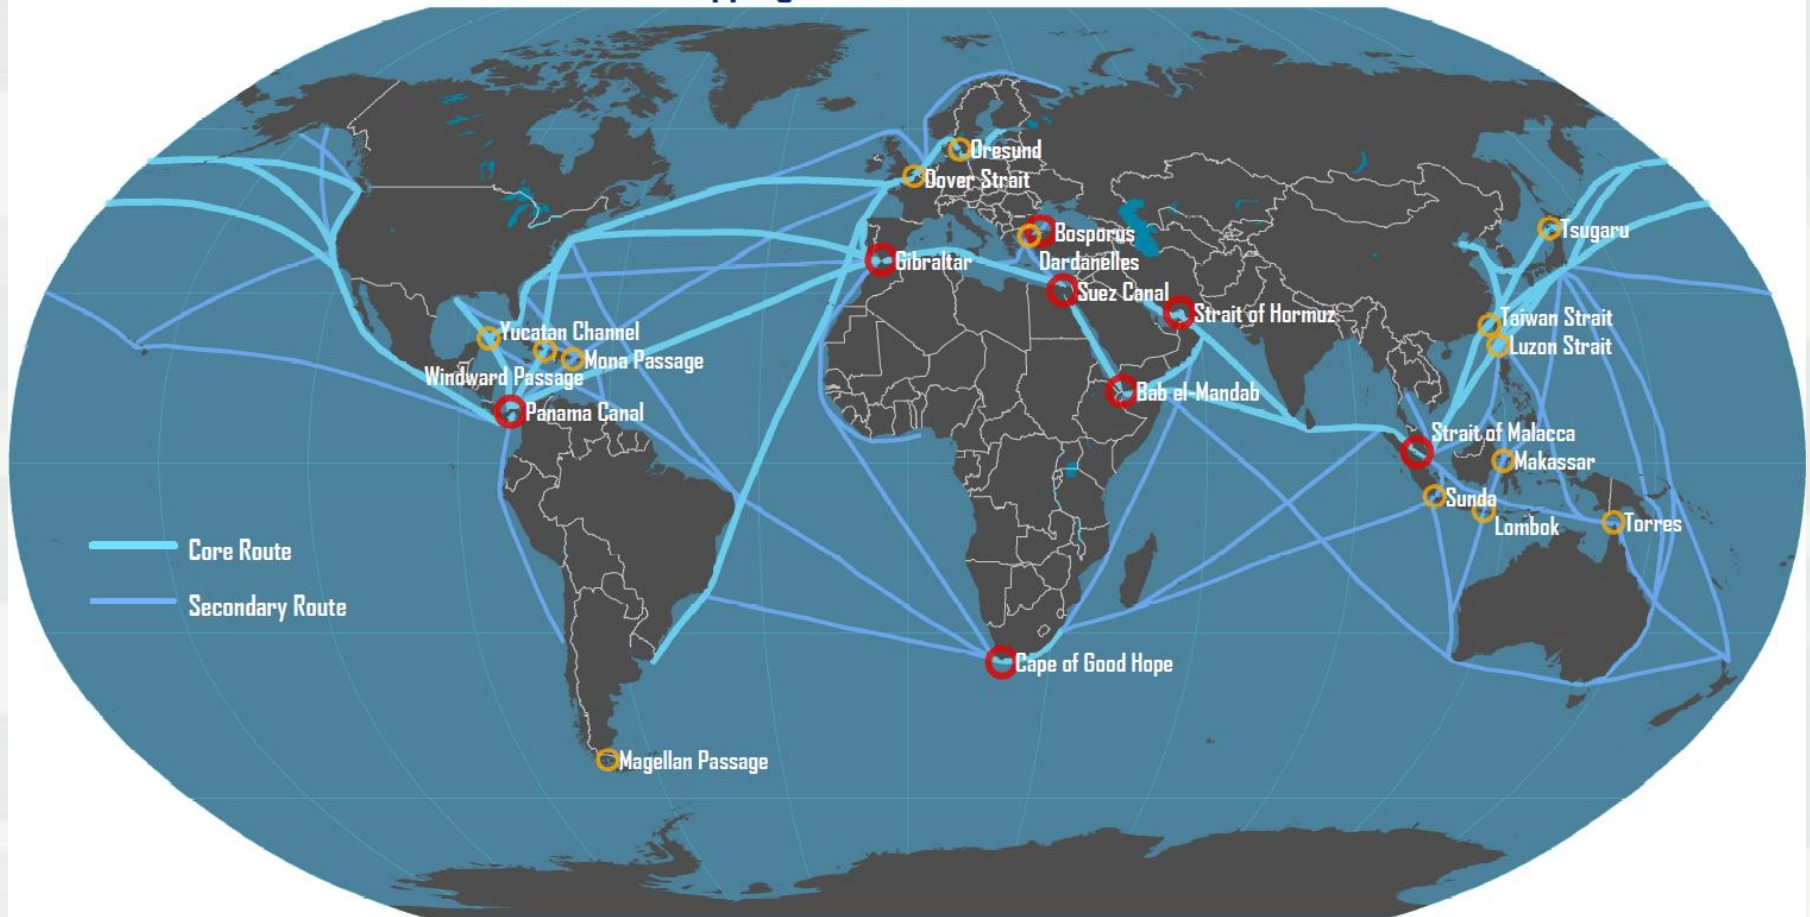 Oresund
Dover Strait
Bosporus
Tsugaru
Gibraltar
Dardanelles
Suez Canal
Strait of Hormuz
Yucatan Channel
Taiwan Strait
Luzon Strait
Mona Passage
Windward Passage
Bab el-Mandab
Panama Canal
Strait of Malacca
Makassar
Sunda
Lombok
Torres
Core Route
Secondary Route
Cape of Good Hope
Magellan Passage